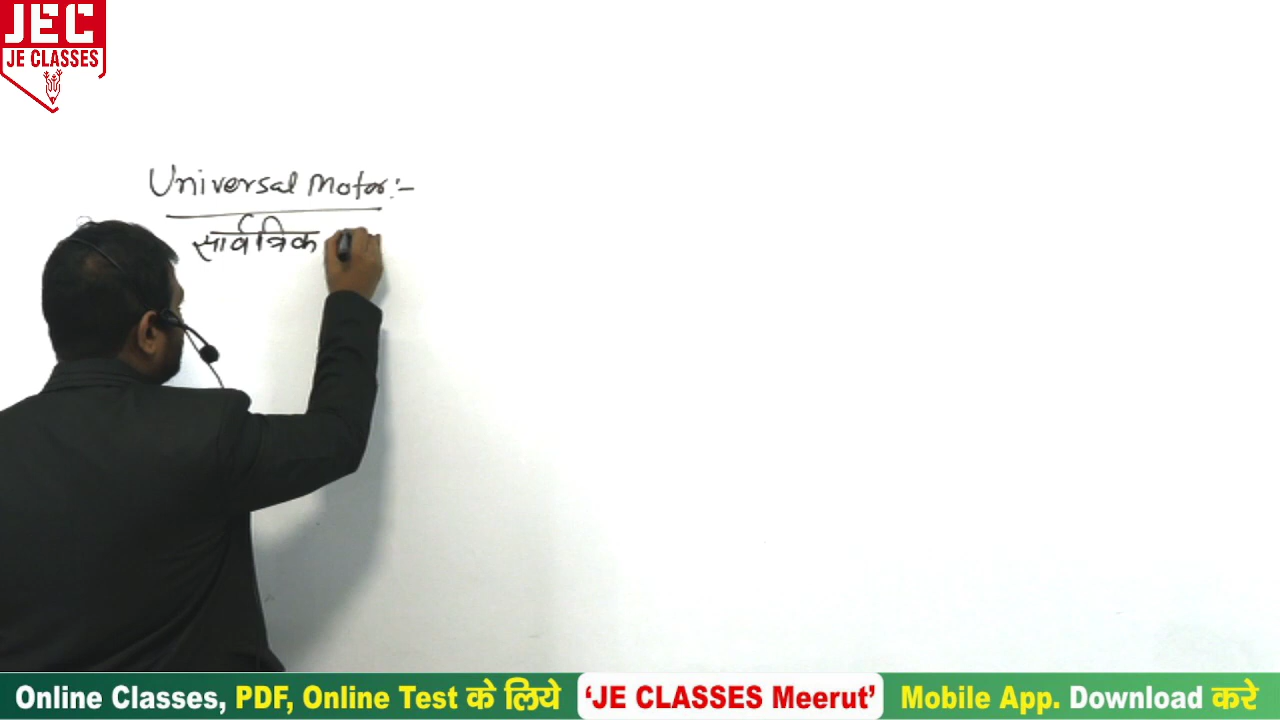 JEC
JE CLASSES
Universal Motor:-
सार्वत्रिक
Online Classes, PDF, Online Test के लिये 'JE CLASSES Meerut' Mobile App. Download करे